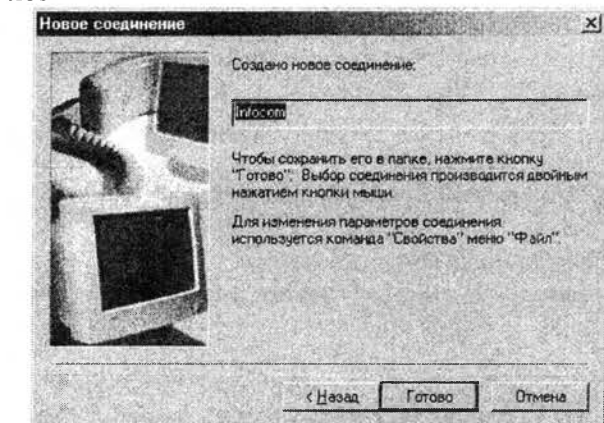 Новое соединение
Создано новое соединение:
Infocom
Чтобы сохранить его в папке, нажмите кнопку
"Готово". Выбор соединения производится двойным
нажатием кнопки мыши.
Для изменения параметров соединения
используется команда "Свойства" меню "Файл".
< Назад
Готово
Отмена